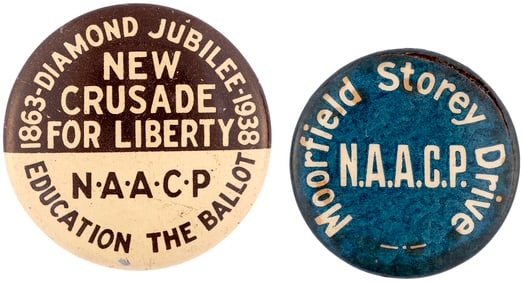 1863-DIAMOND JUBILEE-1938
NEW
CRUSADE
FOR LIBERTY
N·A·A·C·P
EDUCATION THE BALLOT
Moorfield Storey Drive
N.A.A.C.P.